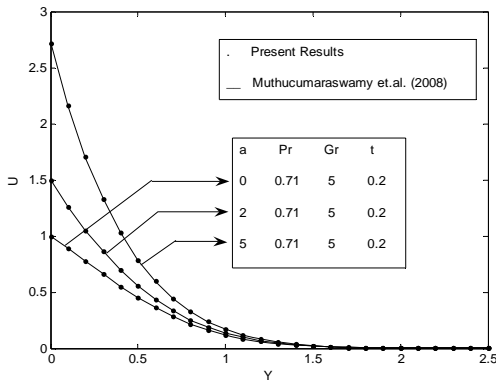 3
2.5
2
1.5
1
0.5
0
U
. Present Results
__ Muthucumaraswamy et.al. (2008)
a Pr Gr t
0 0.71 5 0.2
2 0.71 5 0.2
5 0.71 5 0.2
0 0.5 1.0 1.5 2.0 2.5
Y